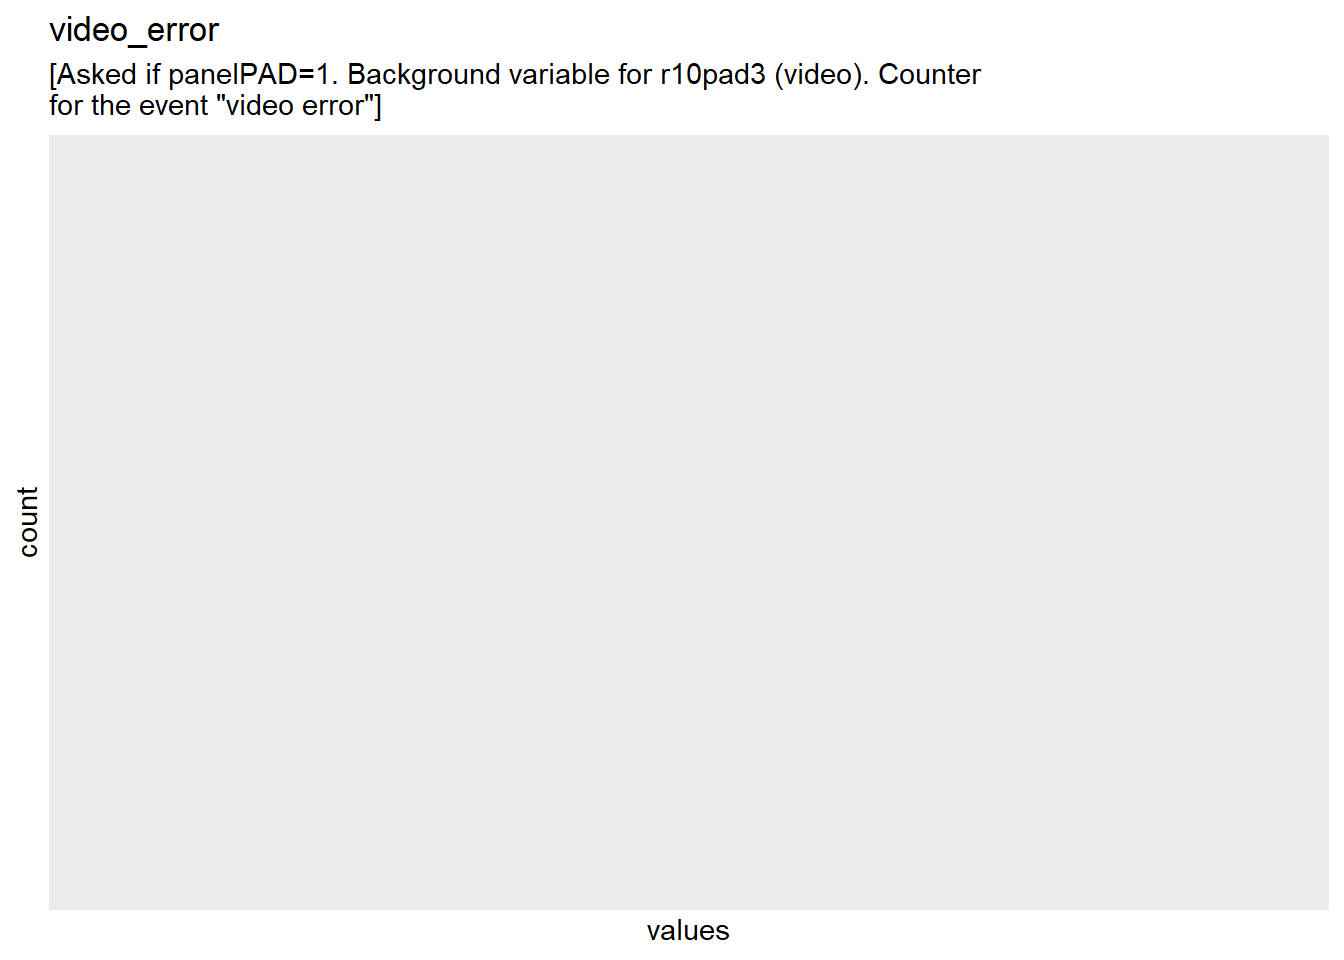 video_error
[Asked if panelPAD=1. Background variable for r10pad3 (video). Counter
for the event "video error"]
count
values